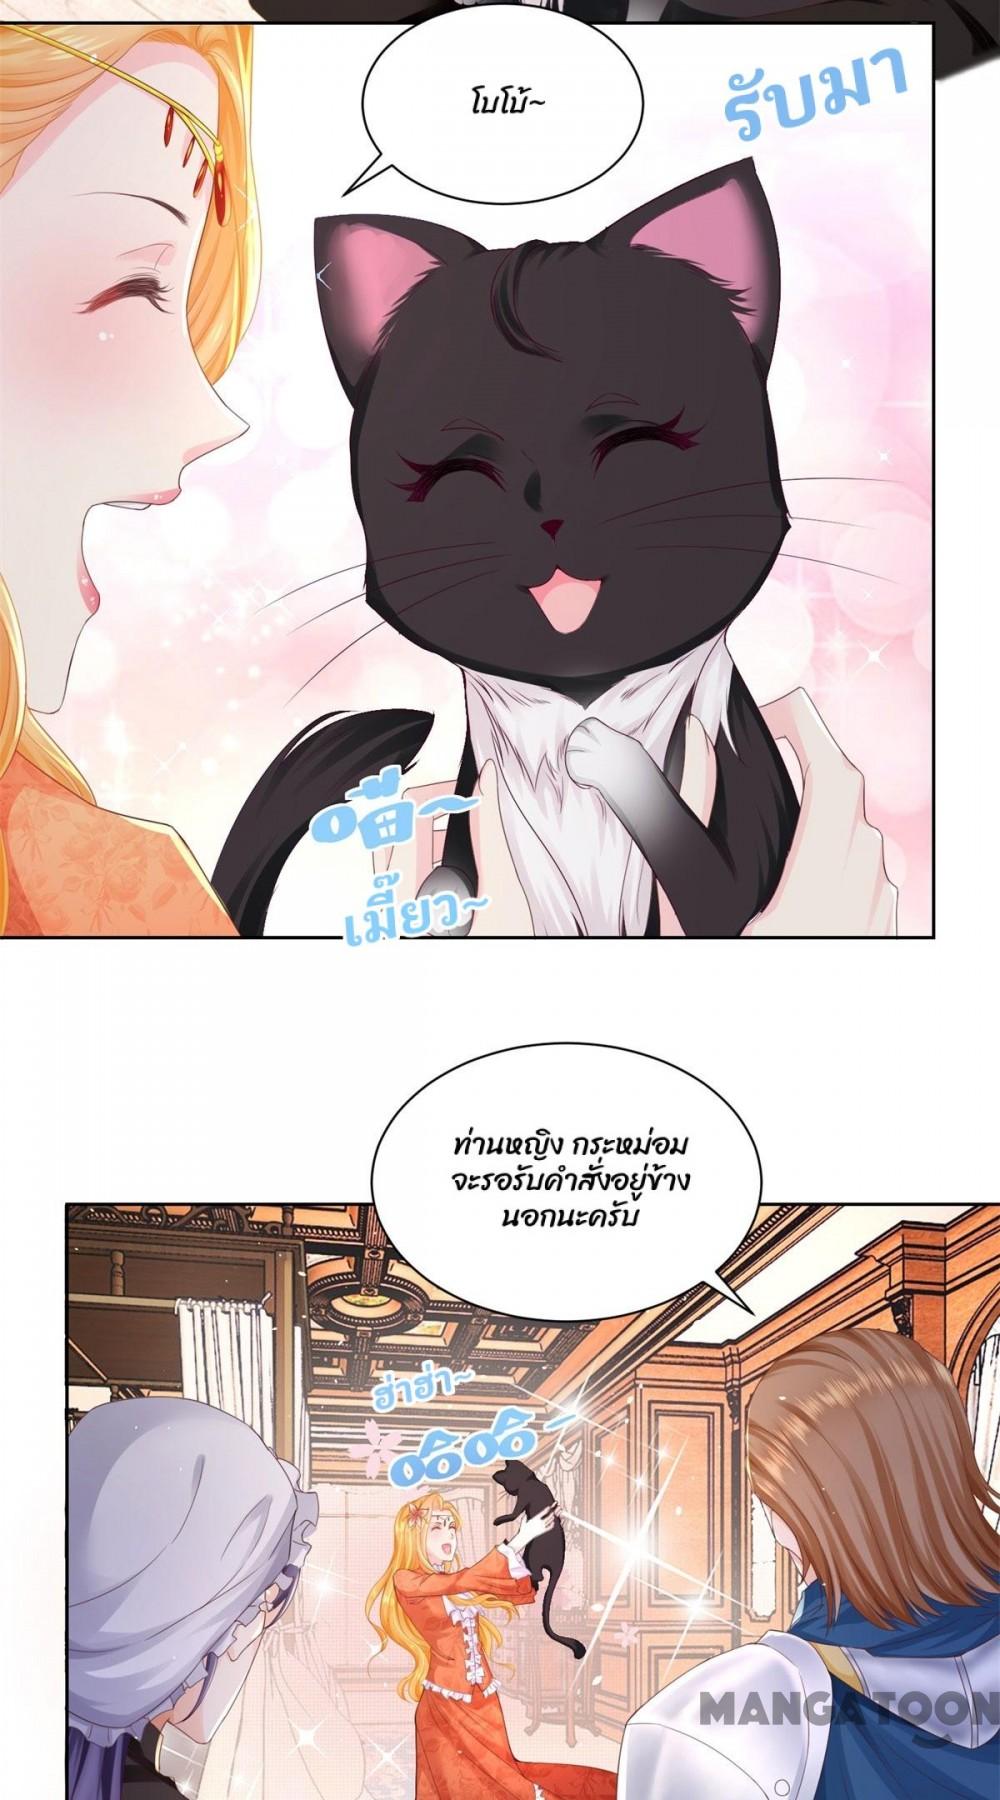 โบโบ้~
รับมา
อือ~
เมี๊ยว~
ท่านหญิง กระหม่อม
จะรอรับคำสั่งอยู่ข้าง
นอกนะครับ
ฮ่าฮ่า~
MANGATOON